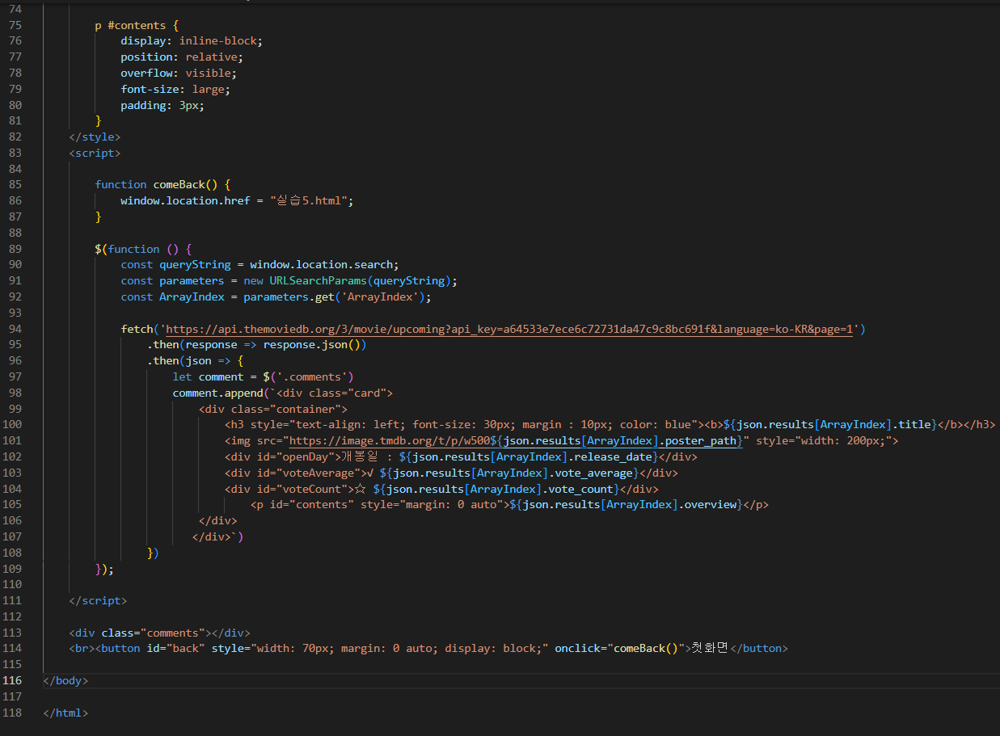 74
75 p #contents {
76 display: inline-block;
77 position: relative;
78 overflow: visible;
79 font-size: large;
80 padding: 3px;
81 }
82 </style>
83 <script>
84
85 function comeBack() {
86 window.location.href = "실습5.html";
87 }
88
89 $(function () {
90 const queryString = window.location.search;
91 const parameters = new URLSearchParams(queryString);
92 const ArrayIndex = parameters.get('ArrayIndex');
93
94 fetch('https://api.themoviedb.org/3/movie/upcoming?api_key=a64533e7ece6c72731da47c9c8bc691f&language=ko-KR&page=1')
95 .then(response => response.json())
96 .then(json => {
97 let comment = $('.comments')
98 comment.append(`<div class="card">
99 <div class="container">
100 <h3 style="text-align: left; font-size: 30px; margin : 10px; color: blue"><b>${json.results[ArrayIndex].title}</b></h3>
101 <img src="https://image.tmdb.org/t/p/w500${json.results[ArrayIndex].poster_path}" style="width: 200px;">
102 <div id="openDay">개봉일 : ${json.results[ArrayIndex].release_date}</div>
103 <div id="voteAverage">√ ${json.results[ArrayIndex].vote_average}</div>
104 <div id="voteCount">☆ ${json.results[ArrayIndex].vote_count}</div>
105 <p id="contents" style="margin: 0 auto">${json.results[ArrayIndex].overview}</p>
106 </div>
107 </div>`)
108 })
109 });
110
111 </script>
112
113 <div class="comments"></div>
114 <br><button id="back" style="width: 70px; margin: 0 auto; display: block;" onclick="comeBack()">첫화면</button>
115
116 </body>
117
118 </html>